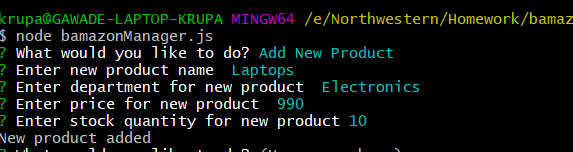 krupa@GAWADE-LAPTOP-KRUPA MINGW64 /e/Northwestern/Homework/bamaz
$ node bamazonManager.js
? What would you like to do? Add New Product
? Enter new product name  Laptops
? Enter department for new product  Electronics
? Enter price for new product  990
? Enter stock quantity for new product 10
New product added